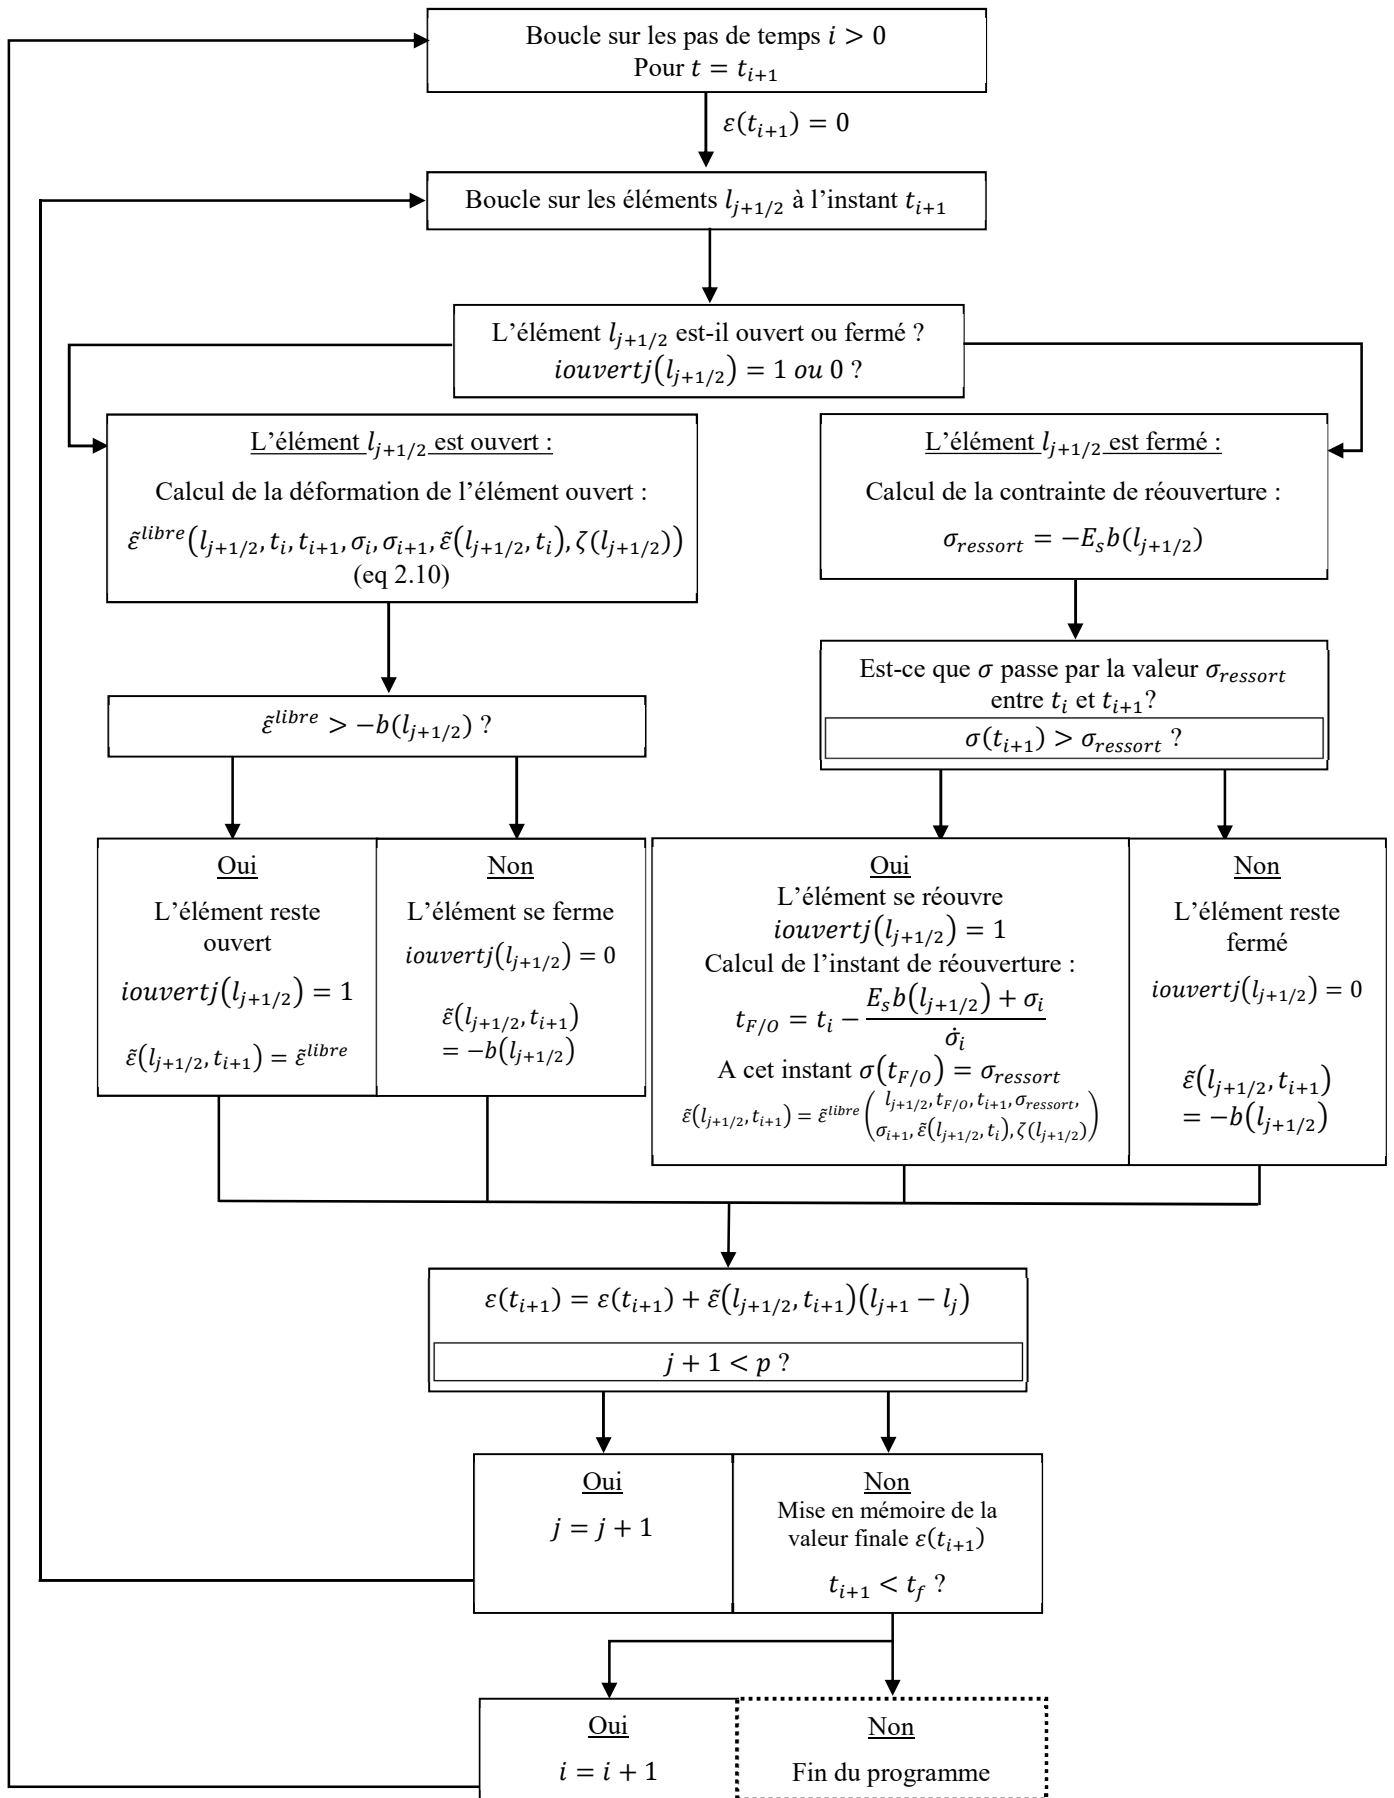 Boucle sur les pas de temps i > 0
Pour t = t_{i+1}
ε(t_{i+1}) = 0
Boucle sur les éléments l_{j+1/2} à l’instant t_{i+1}
L’élément l_{j+1/2} est-il ouvert ou fermé ?
iouvertj(l_{j+1/2}) = 1 ou 0 ?
L’élément l_{j+1/2} est ouvert :
Calcul de la déformation de l’élément ouvert :
ε̃^{libre}(l_{j+1/2}, t_i, t_{i+1}, σ_i, σ_{i+1}, ε̃(l_{j+1/2}, t_i), ζ(l_{j+1/2}))
(eq 2.10)
L’élément l_{j+1/2} est fermé :
Calcul de la contrainte de réouverture :
σ_{ressort} = −E_s b(l_{j+1/2})
ε̃^{libre} > −b(l_{j+1/2}) ?
Est-ce que σ passe par la valeur σ_{ressort}
entre t_i et t_{i+1}?
σ(t_{i+1}) > σ_{ressort} ?
Oui
L’élément reste
ouvert
iouvertj(l_{j+1/2}) = 1
ε̃(l_{j+1/2}, t_{i+1}) = ε̃^{libre}
Non
L’élément se ferme
iouvertj(l_{j+1/2}) = 0
ε̃(l_{j+1/2}, t_{i+1})
= −b(l_{j+1/2})
Oui
L’élément se réouvre
iouvertj(l_{j+1/2}) = 1
Calcul de l’instant de réouverture :
t_{F/O} = t_i − \frac{E_s b(l_{j+1/2}) + σ_i}{σ̇_i}
A cet instant σ(t_{F/O}) = σ_{ressort}
ε̃(l_{j+1/2}, t_{i+1}) = ε̃^{libre}(l_{j+1/2}, t_{F/O}, t_{i+1}, σ_{ressort},
σ_{i+1}, ε̃(l_{j+1/2}, t_i), ζ(l_{j+1/2}))
Non
L’élément reste
fermé
iouvertj(l_{j+1/2}) = 0
ε̃(l_{j+1/2}, t_{i+1})
= −b(l_{j+1/2})
ε(t_{i+1}) = ε(t_{i+1}) + ε̃(l_{j+1/2}, t_{i+1})(l_{j+1} − l_j)
j + 1 < p ?
Oui
j = j + 1
Non
Mise en mémoire de la
valeur finale ε(t_{i+1})
t_{i+1} < t_f ?
Oui
i = i + 1
Non
Fin du programme